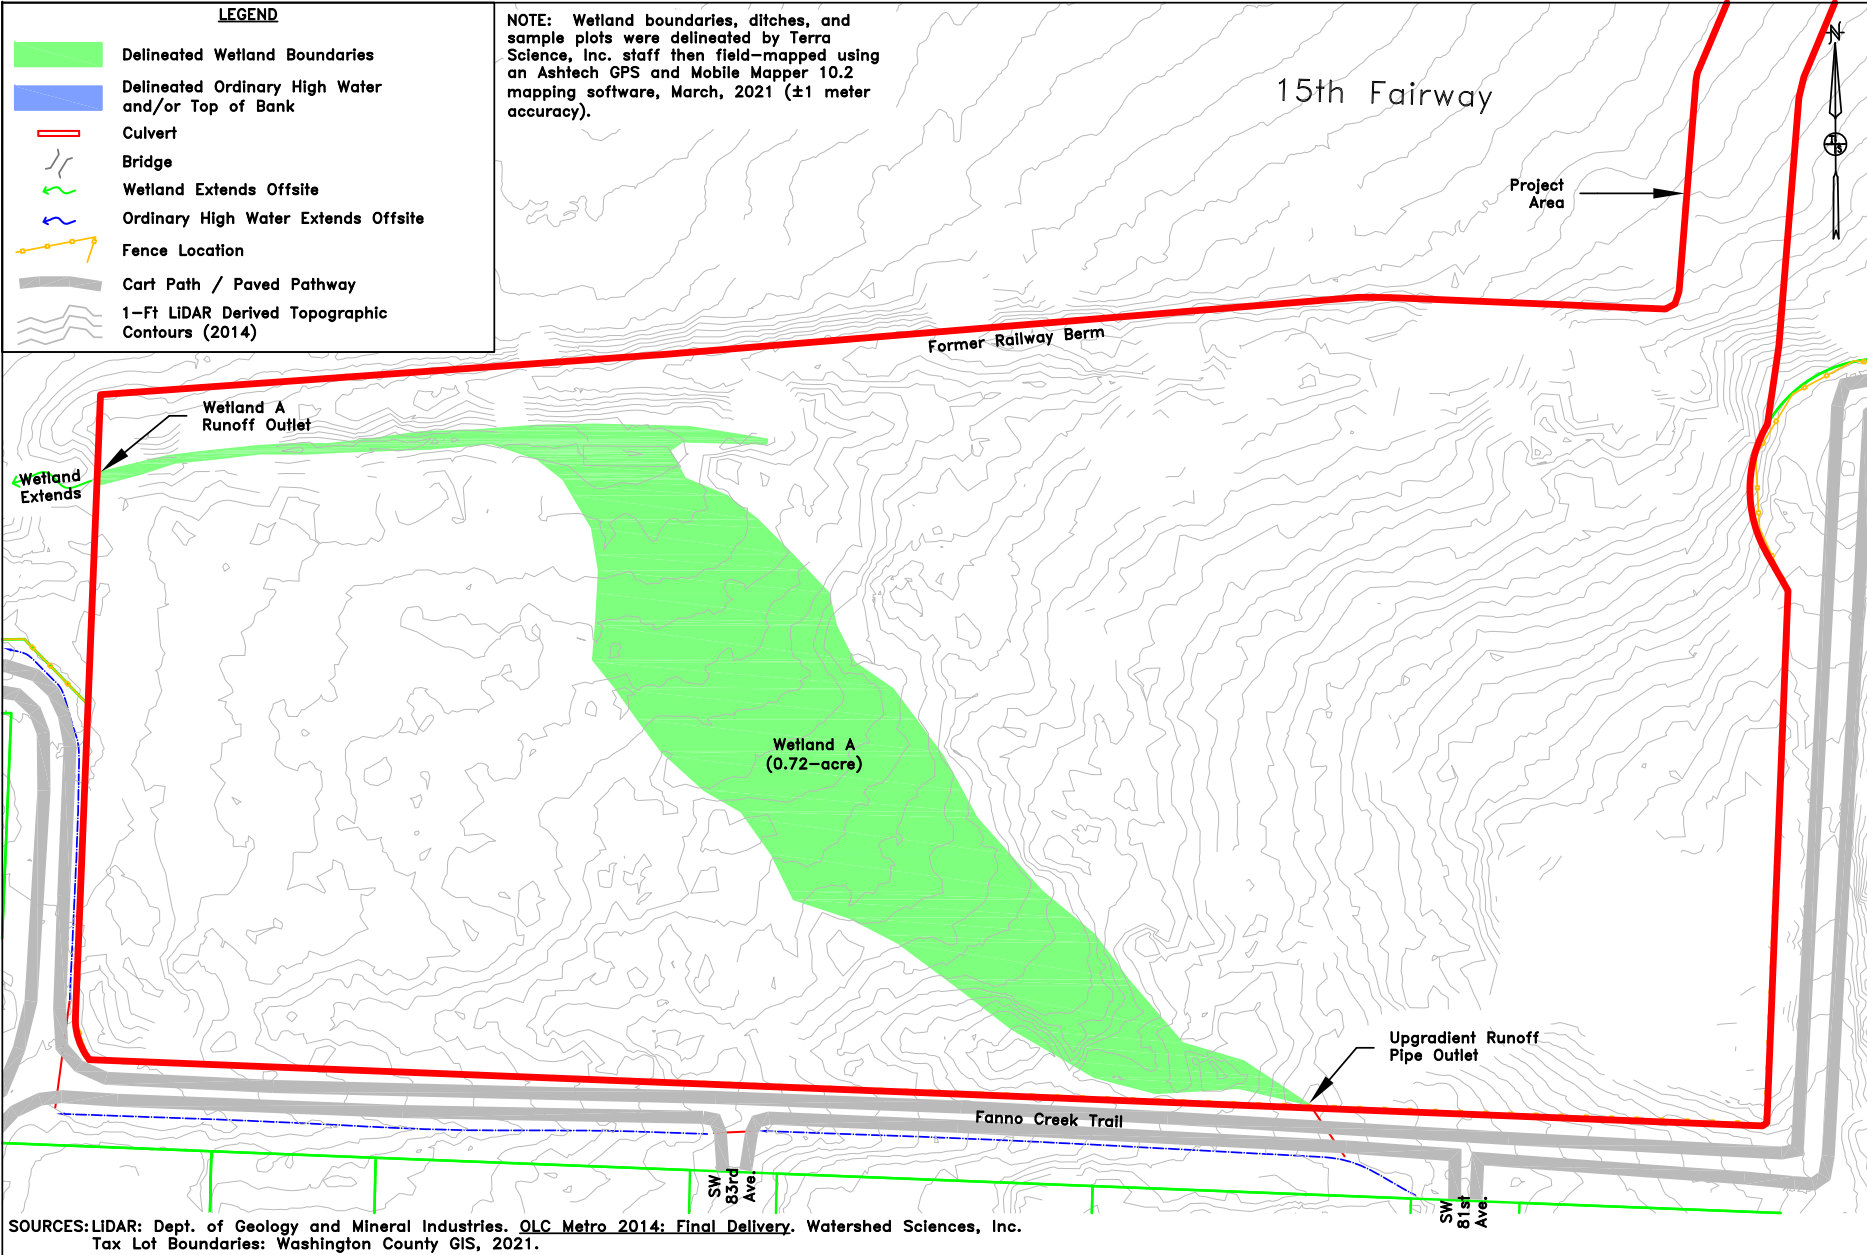 LEGEND
Delineated Wetland Boundaries
Delineated Ordinary High Water
and/or Top of Bank
Culvert
Bridge
Wetland Extends Offsite
Ordinary High Water Extends Offsite
Fence Location
Cart Path / Paved Pathway
1-Ft LiDAR Derived Topographic
Contours (2014)
NOTE: Wetland boundaries, ditches, and
sample plots were delineated by Terra
Science, Inc. staff then field-mapped using
an Ashtech GPS and Mobile Mapper 10.2
mapping software, March, 2021 (±1 meter
accuracy).
15th Fairway
N
Project
Area
Former Railway Berm
Wetland A
Runoff Outlet
Wetland
Extends
Wetland A
(0.72-acre)
Upgradient Runoff
Pipe Outlet
Fanno Creek Trail
SW
83rd
Ave.
SW
81st
Ave.
SOURCES: LiDAR: Dept. of Geology and Mineral Industries. OLC Metro 2014: Final Delivery. Watershed Sciences, Inc.
Tax Lot Boundaries: Washington County GIS, 2021.